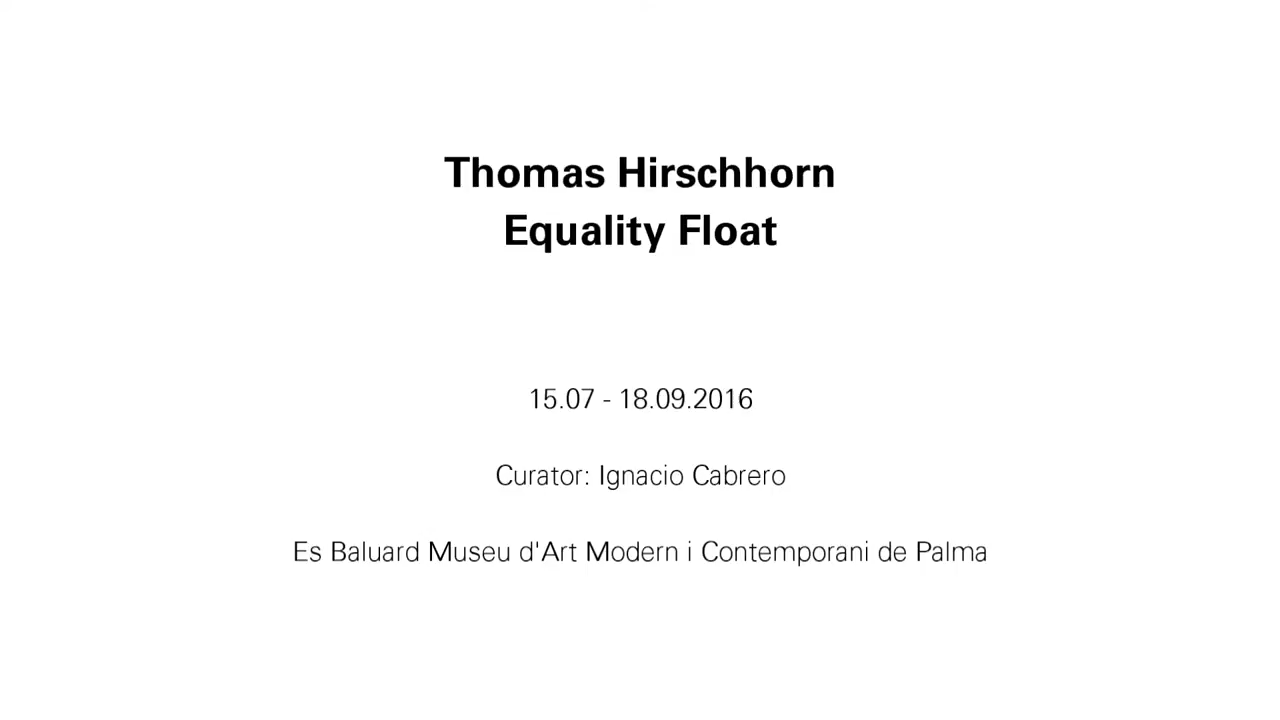 Thomas Hirschhorn
Equality Float
15.07 - 18.09.2016
Curator: Ignacio Cabrero
Es Baluard Museu d'Art Modern i Contemporani de Palma